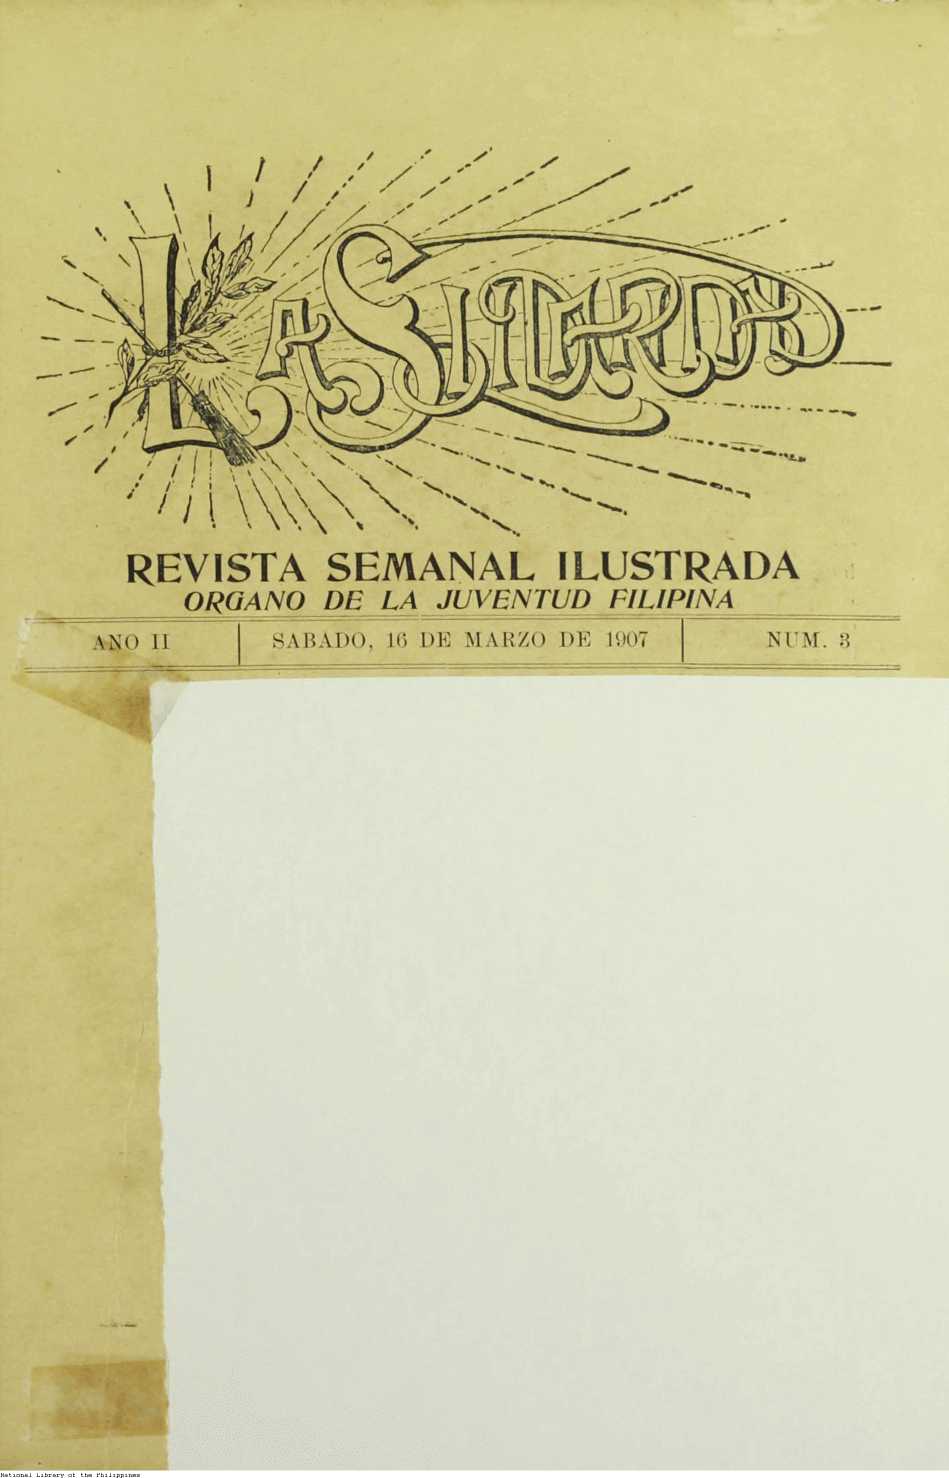 LA SOLIDARIDAD
REVISTA SEMANAL ILUSTRADA
ORGANO DE LA JUVENTUD FILIPINA
AÑO II SABADO, 16 DE MARZO DE 1907 NUM. 3
National Library of the Philippines